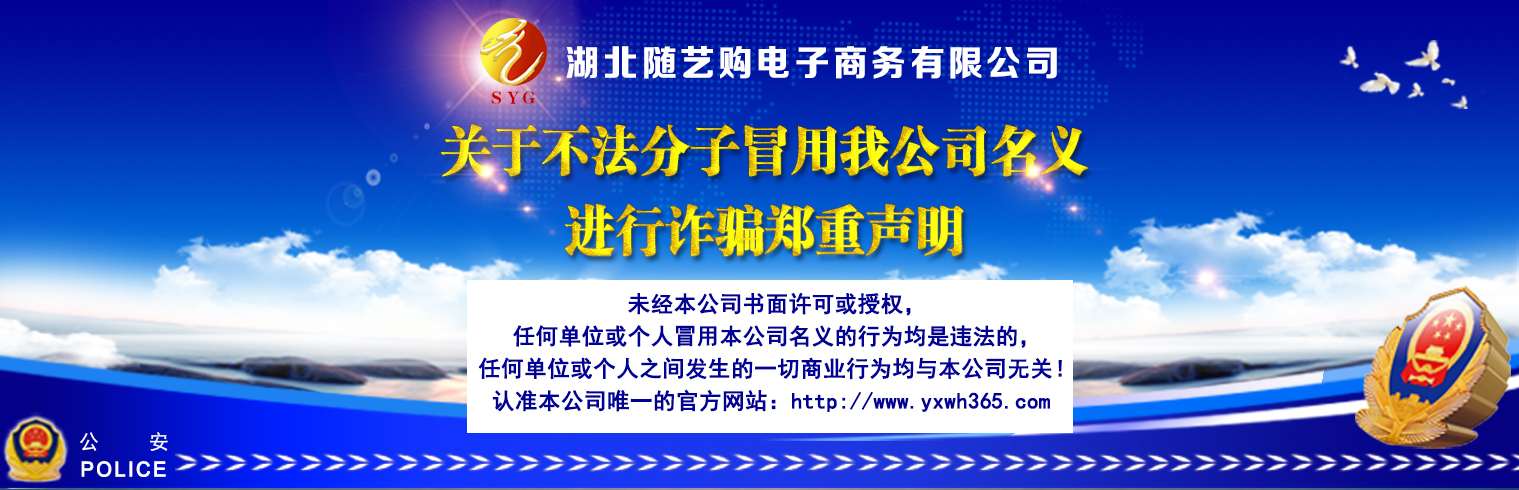 湖北随艺购电子商务有限公司
SYG
关于不法分子冒用我公司名义
进行诈骗郑重声明
未经本公司书面许可或授权，
任何单位或个人冒用本公司名义的行为均是违法的，
任何单位或个人之间发生的一切商业行为均与本公司无关！
认准本公司唯一的官方网站：http://www.yxwh365.com
公 安
POLICE